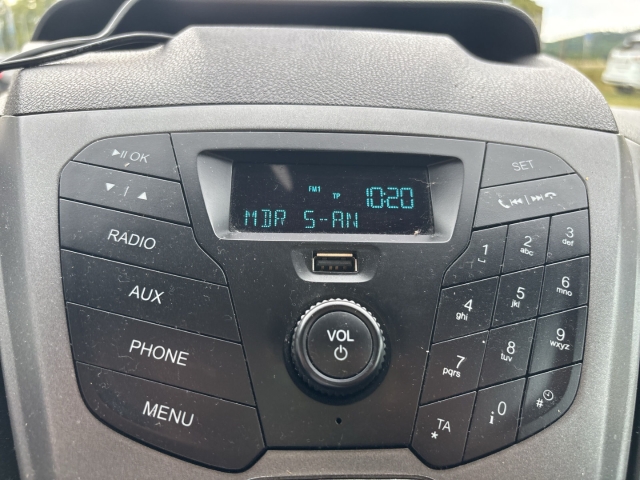 ▶II OK
▼ | ▲
RADIO
AUX
PHONE
MENU
FM1
TP
10:20
MDR S-AN
VOL
SET
1
2 abc
3 def
4 ghi
5 jkl
6 mno
7 pqrs
8 tuv
9 wxyz
TA *
i 0
#